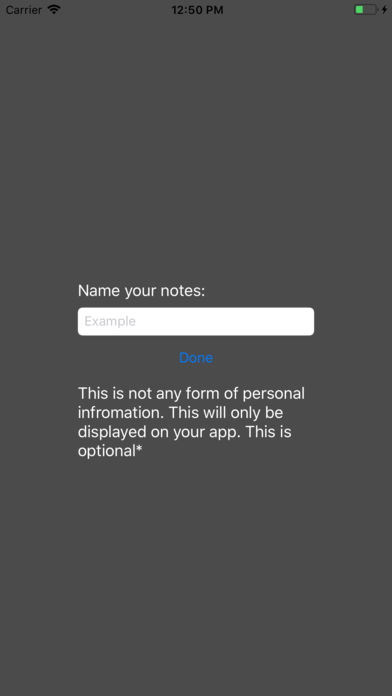 Carrier 12:50 PM
Name your notes:
Example
Done
This is not any form of personal
infromation. This will only be
displayed on your app. This is
optional*